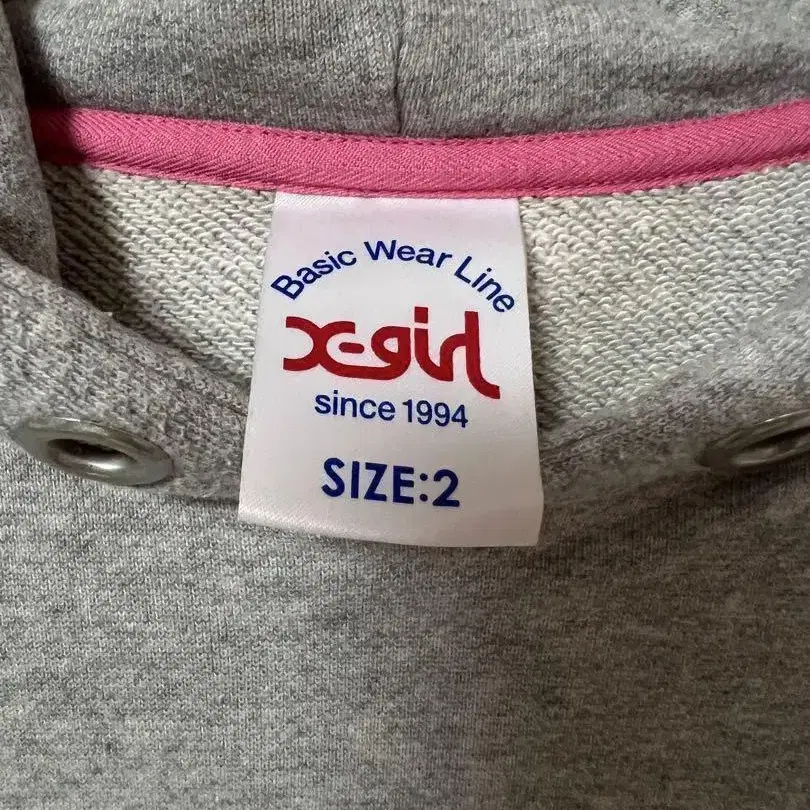 Basic Wear Line
X-girl
since 1994
SIZE:2